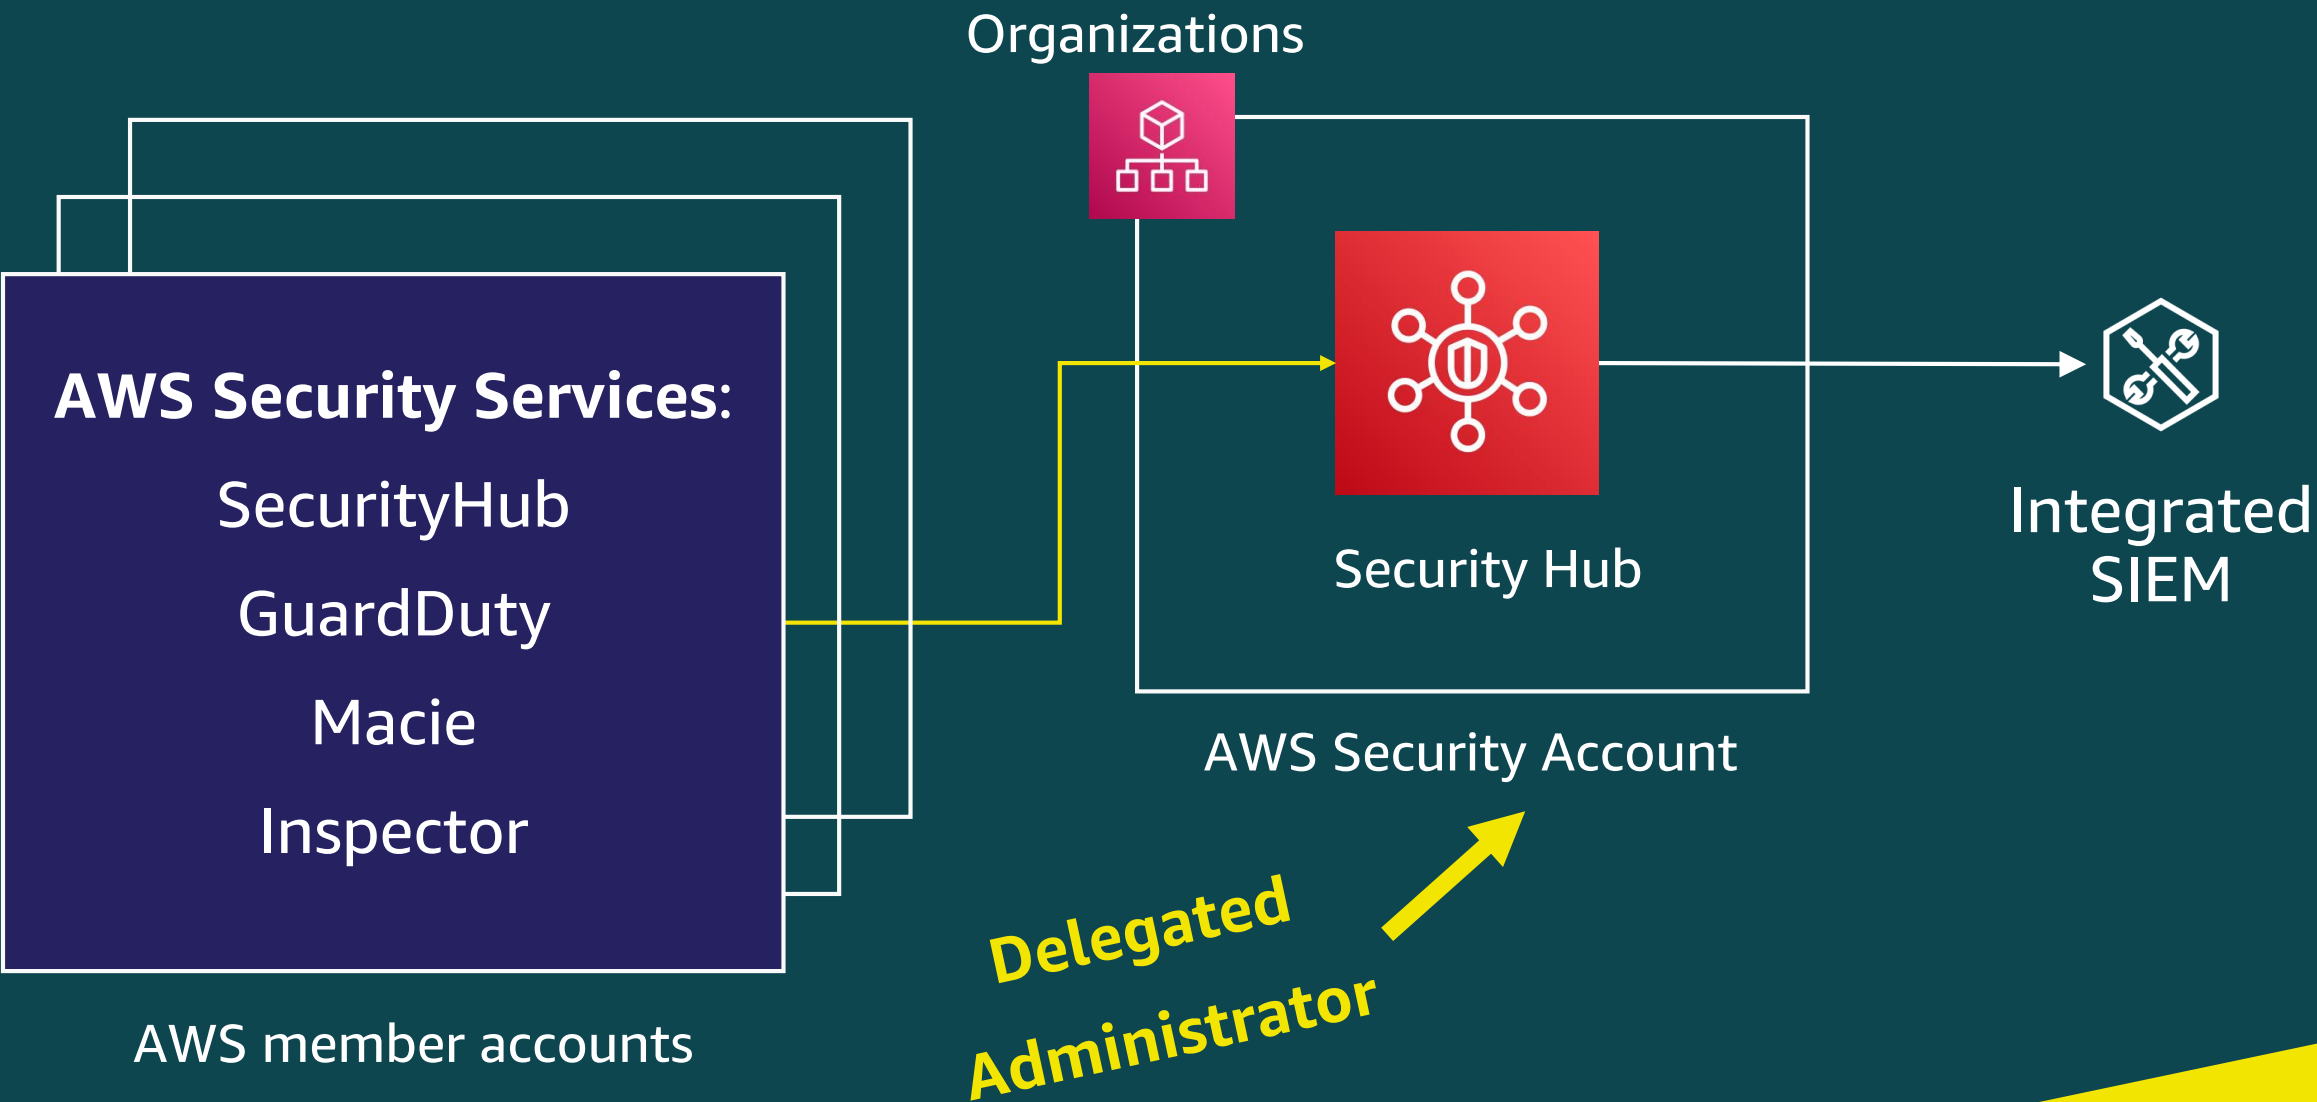 Organizations
AWS Security Services:
SecurityHub
GuardDuty
Macie
Inspector
AWS member accounts
Security Hub
AWS Security Account
Delegated
Administrator
Integrated
SIEM